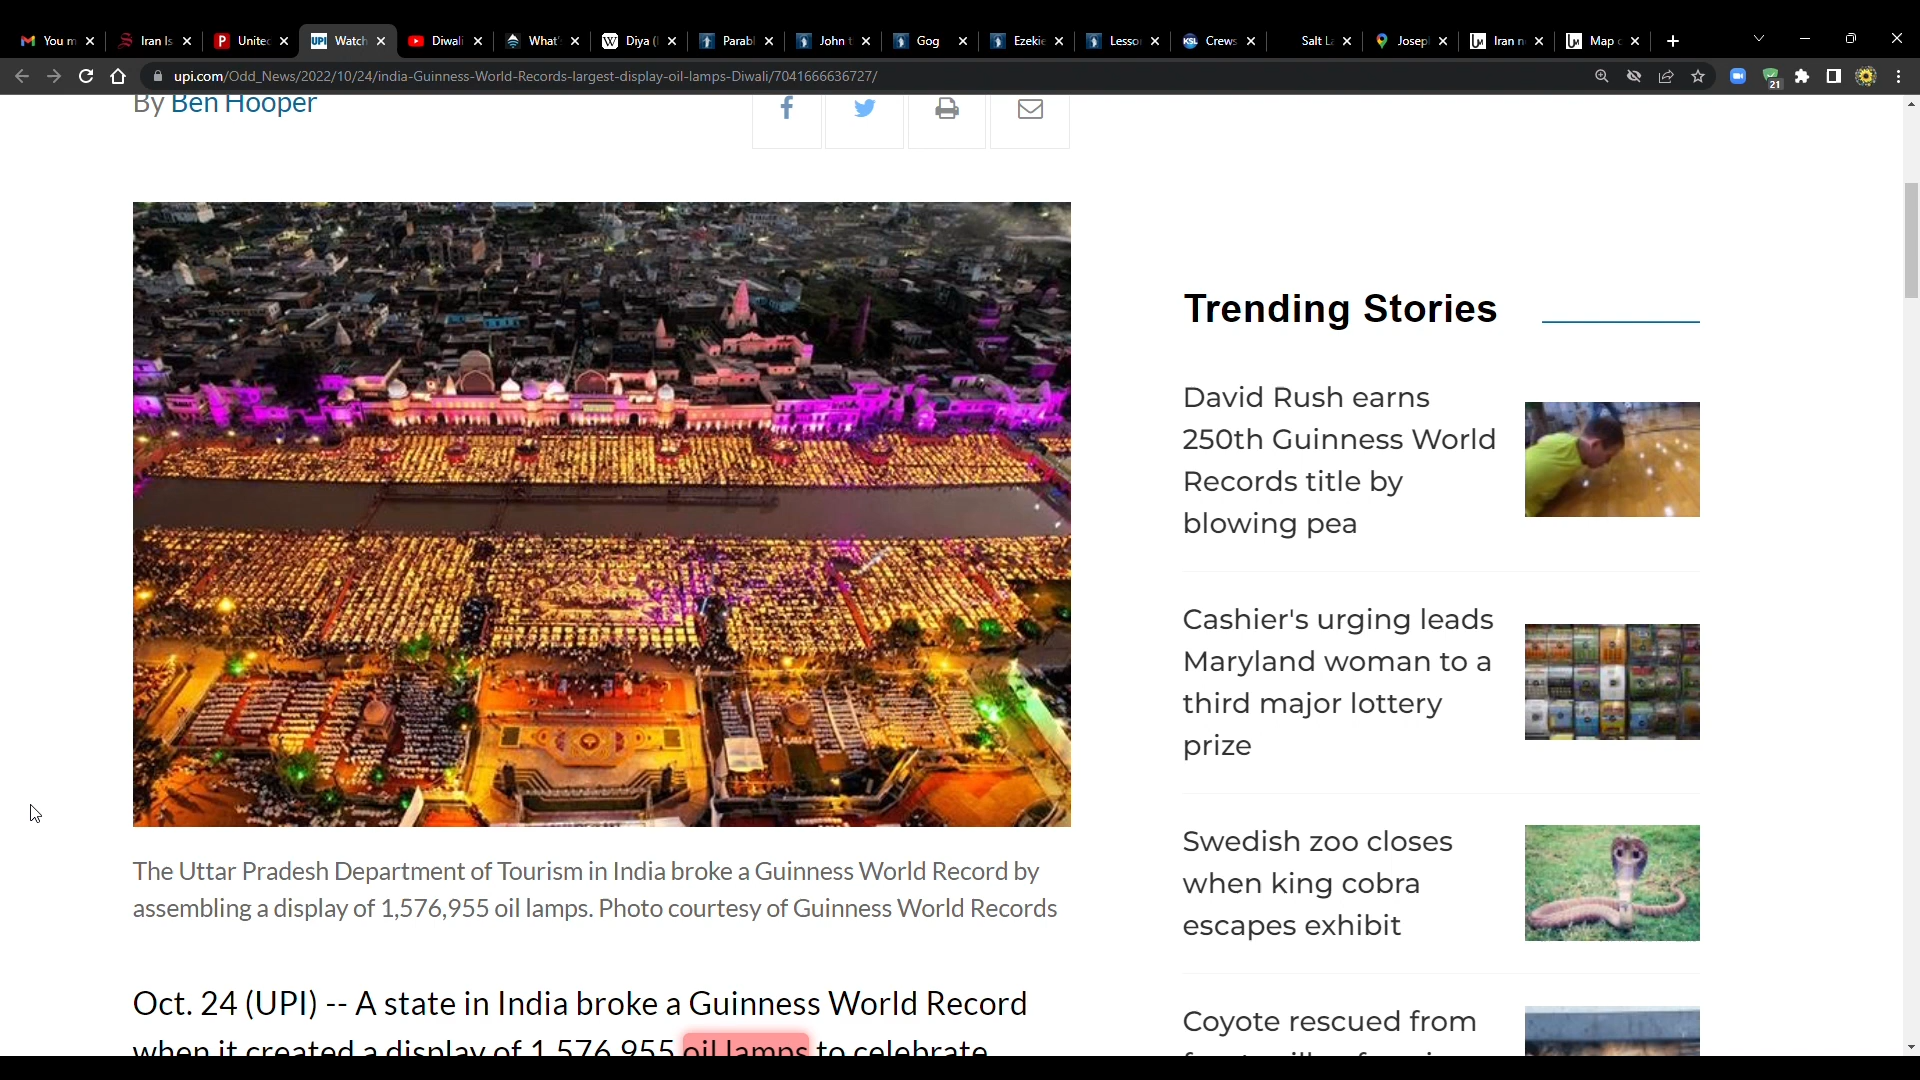 You m
Iran Is
Unite
Watch
Diwali
What'
Diya (
Parabl
John 1
Gog
Ezekie
Lesso
Crews
Salt La
Josep
Iran n
Map o
upi.com/Odd_News/2022/10/24/india-Guinness-World-Records-largest-display-oil-lamps-Diwali/7041666636727/
21
By Ben Hooper
Trending Stories
David Rush earns
250th Guinness World
Records title by
blowing pea
Cashier's urging leads
Maryland woman to a
third major lottery
prize
Swedish zoo closes
when king cobra
escapes exhibit
Coyote rescued from
The Uttar Pradesh Department of Tourism in India broke a Guinness World Record by
assembling a display of 1,576,955 oil lamps. Photo courtesy of Guinness World Records
Oct. 24 (UPI) -- A state in India broke a Guinness World Record
when it created a display of 1,576,955 oil lamps to celebrate